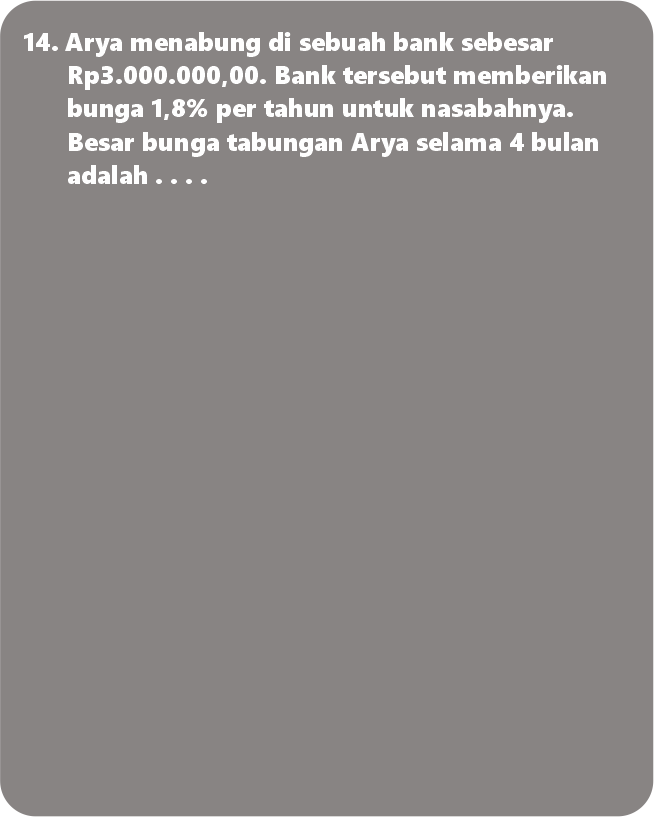 14. Arya menabung di sebuah bank sebesar
Rp3.000.000,00. Bank tersebut memberikan
bunga 1,8% per tahun untuk nasabahnya.
Besar bunga tabungan Arya selama 4 bulan
adalah . . . .